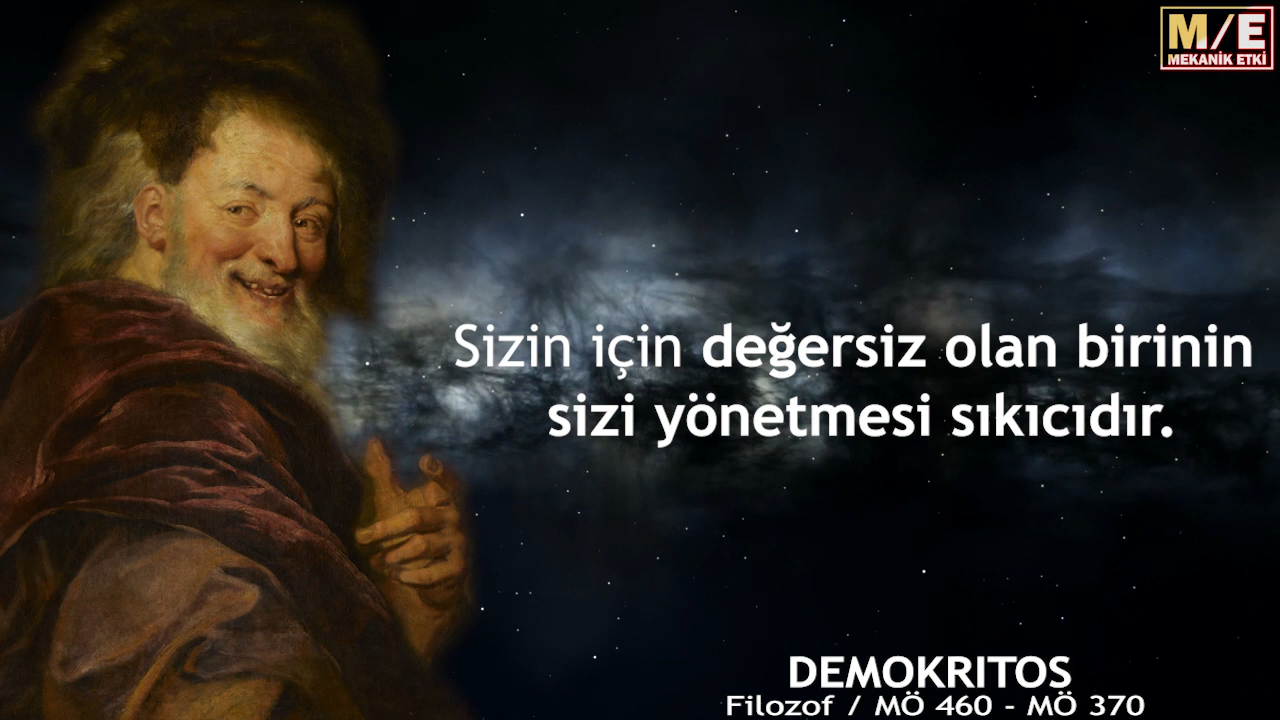 M/E
MEKANİK ETKİ
Sizin için değersiz olan birinin
sizi yönetmesi sıkıcıdır.
DEMOKRITOS
Filozof / MÖ 460 - MÖ 370